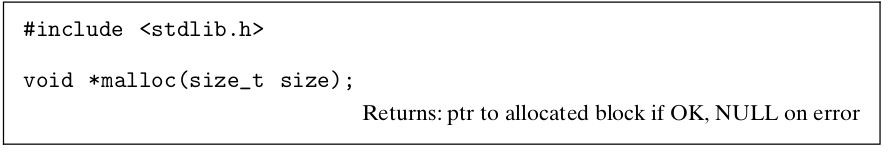 #include <stdlib.h>
void *malloc(size_t size);
Returns: ptr to allocated block if OK, NULL on error